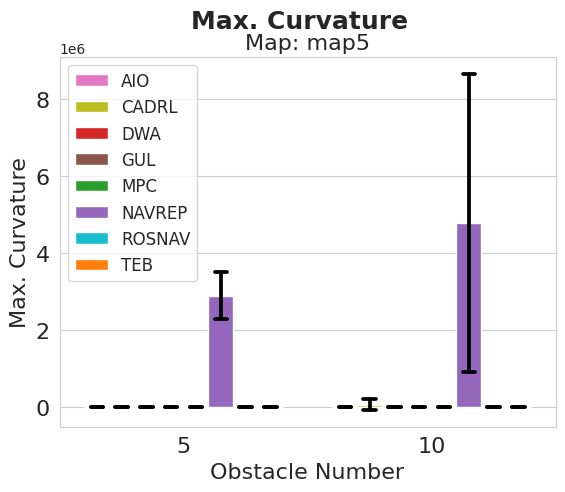 Max. Curvature
Map: map5
1e6
AIO
CADRL
DWA
GUL
MPC
NAVREP
ROSNAV
TEB
8
6
4
2
0
Max. Curvature
5 10
Obstacle Number